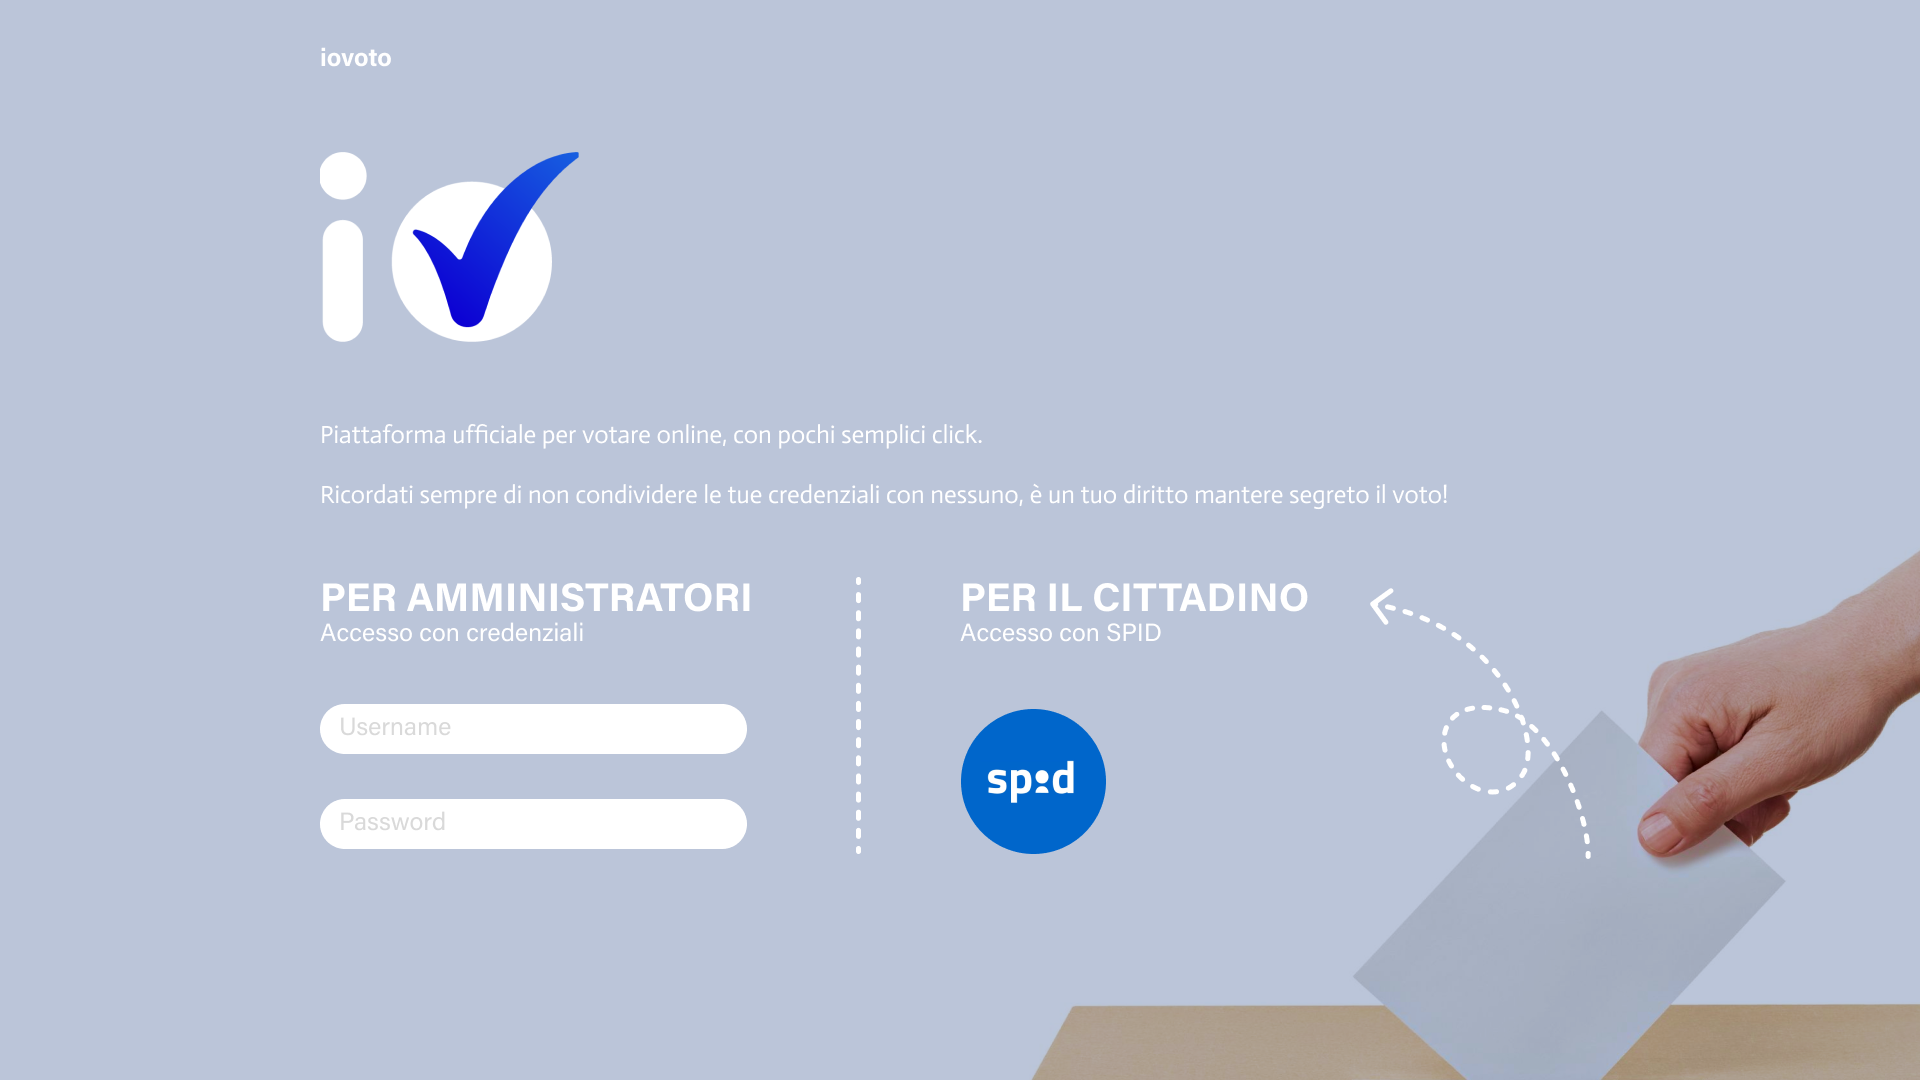 iovoto
io
Piattaforma ufficiale per votare online, con pochi semplici click.
Ricordati sempre di non condividere le tue credenziali con nessuno, è un tuo diritto mantere segreto il voto!
PER AMMINISTRATORI
Accesso con credenziali
Username
Password
PER IL CITTADINO
Accesso con SPID
spid